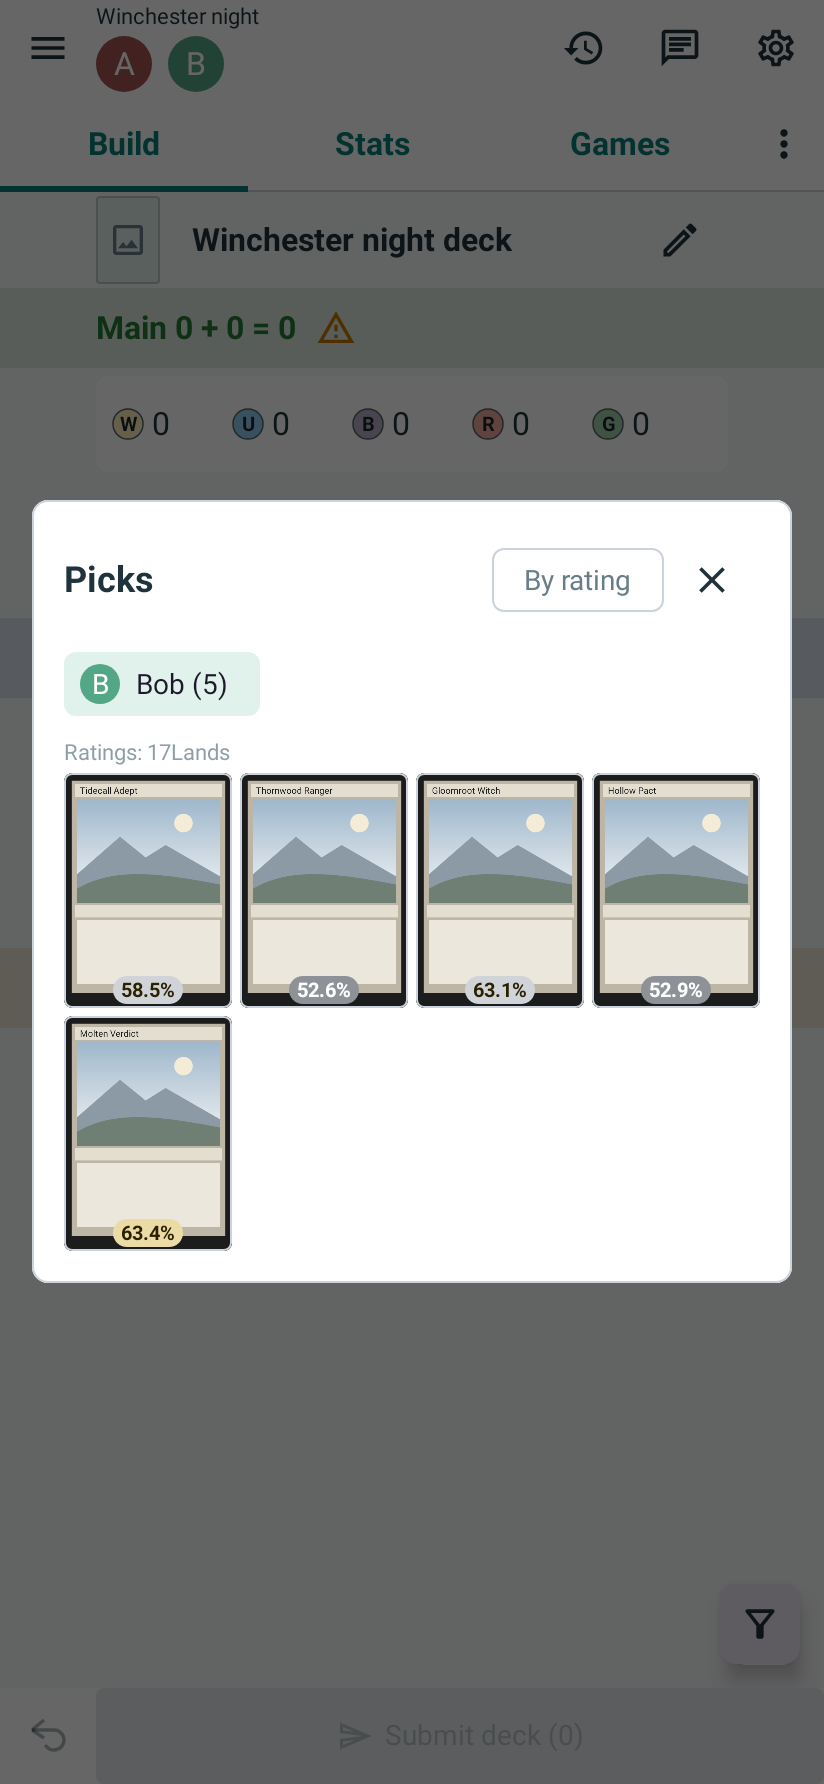 Winchester night
A B
Build Stats Games
Winchester night deck
Main 0 + 0 = 0
W 0 U 0 B 0 R 0 G 0
Picks By rating
B Bob (5)
Ratings: 17Lands
Tidecall Adept Thornwood Ranger Gloomroot Witch Hollow Pact
58.5% 52.6% 63.1% 52.9%
Molten Verdict
63.4%
Submit deck (0)